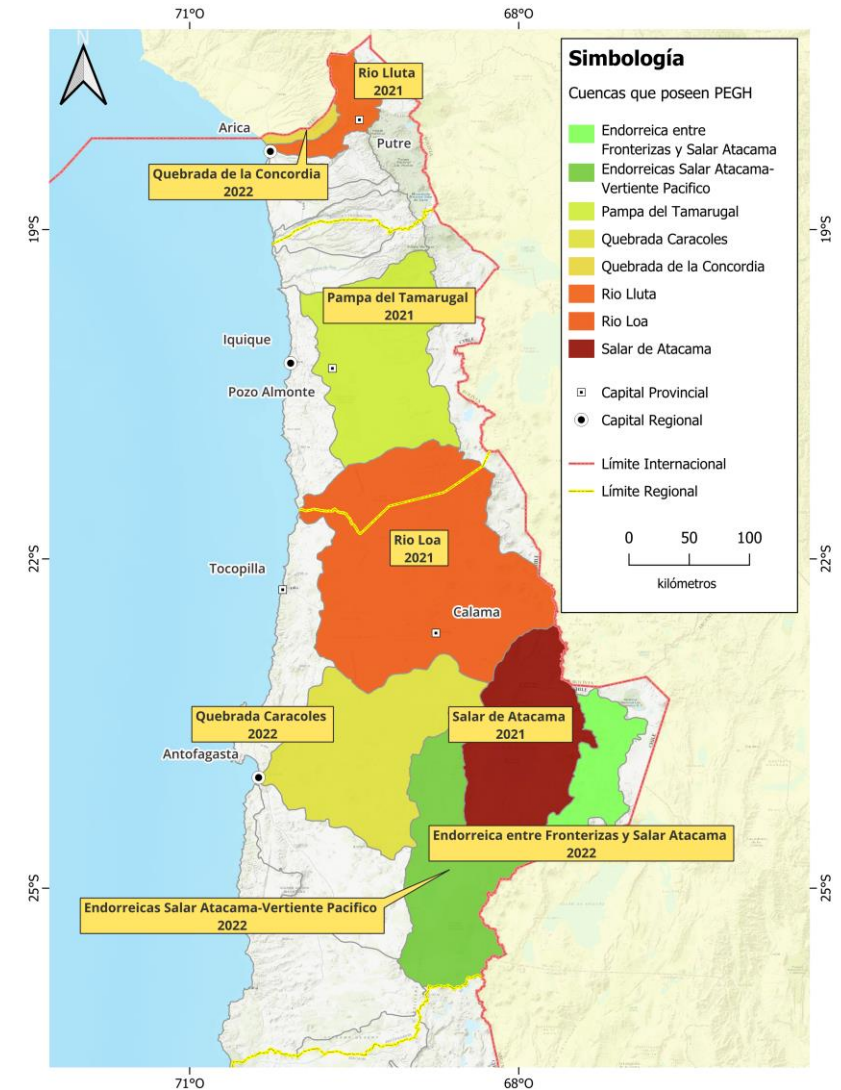 71°O
68°O
Rio Lluta
2021
Arica
Putre
Quebrada de la Concordia
2022
19°S
19°S
Pampa del Tamarugal
2021
Iquique
Pozo Almonte
Rio Loa
2021
22°S
22°S
Tocopilla
Calama
Quebrada Caracoles
2022
Salar de Atacama
2021
Antofagasta
Endorreica entre Fronterizas y Salar Atacama
2022
25°S
25°S
Endorreicas Salar Atacama-Vertiente Pacifico
2022
71°O
68°O
Simbología
Cuencas que poseen PEGH
Endorreica entre
Fronterizas y Salar Atacama
Endorreicas Salar Atacama-
Vertiente Pacifico
Pampa del Tamarugal
Quebrada Caracoles
Quebrada de la Concordia
Rio Lluta
Rio Loa
Salar de Atacama
Capital Provincial
Capital Regional
Límite Internacional
Límite Regional
0 50 100
kilómetros